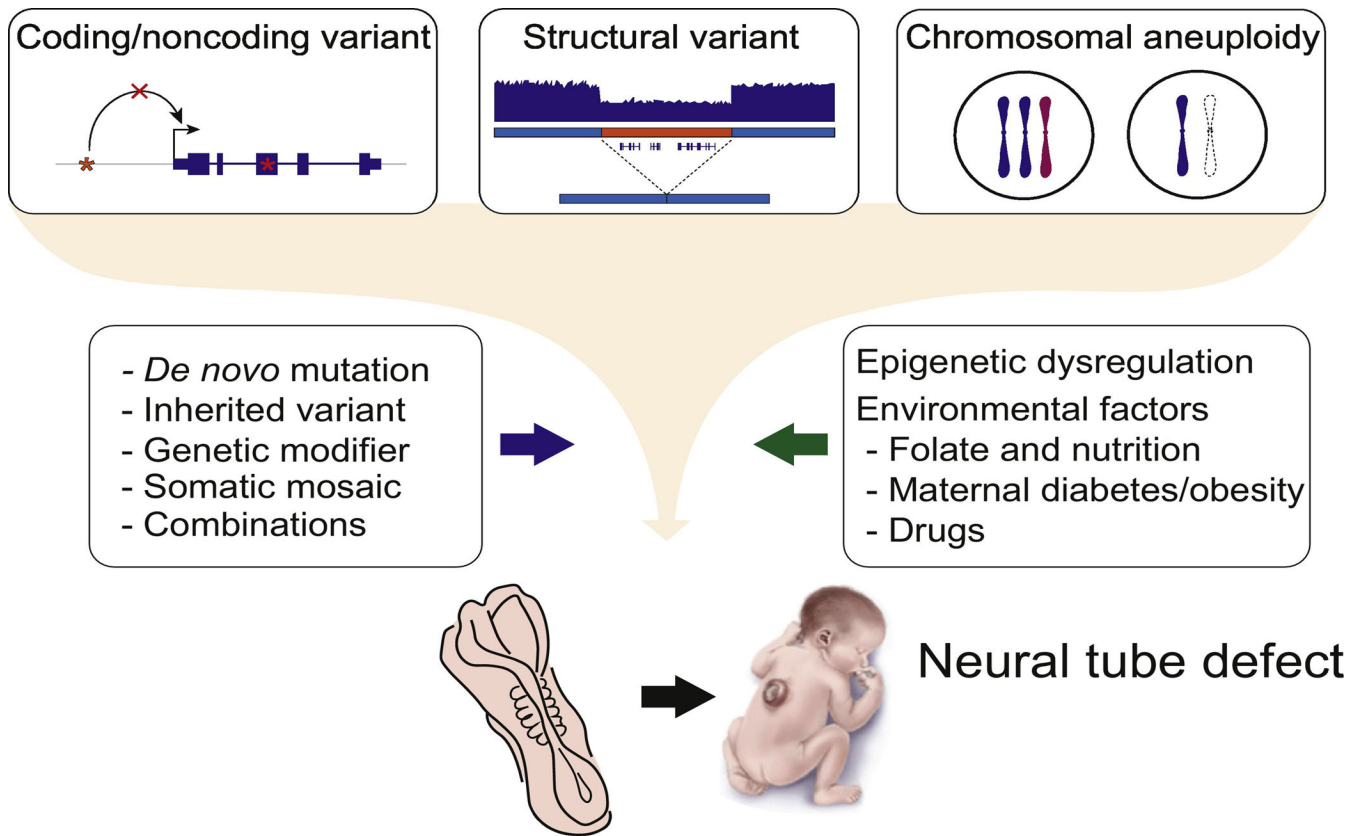 Coding/noncoding variant
Structural variant
Chromosomal aneuploidy
- De novo mutation
- Inherited variant
- Genetic modifier
- Somatic mosaic
- Combinations
Epigenetic dysregulation
Environmental factors
- Folate and nutrition
- Maternal diabetes/obesity
- Drugs
Neural tube defect